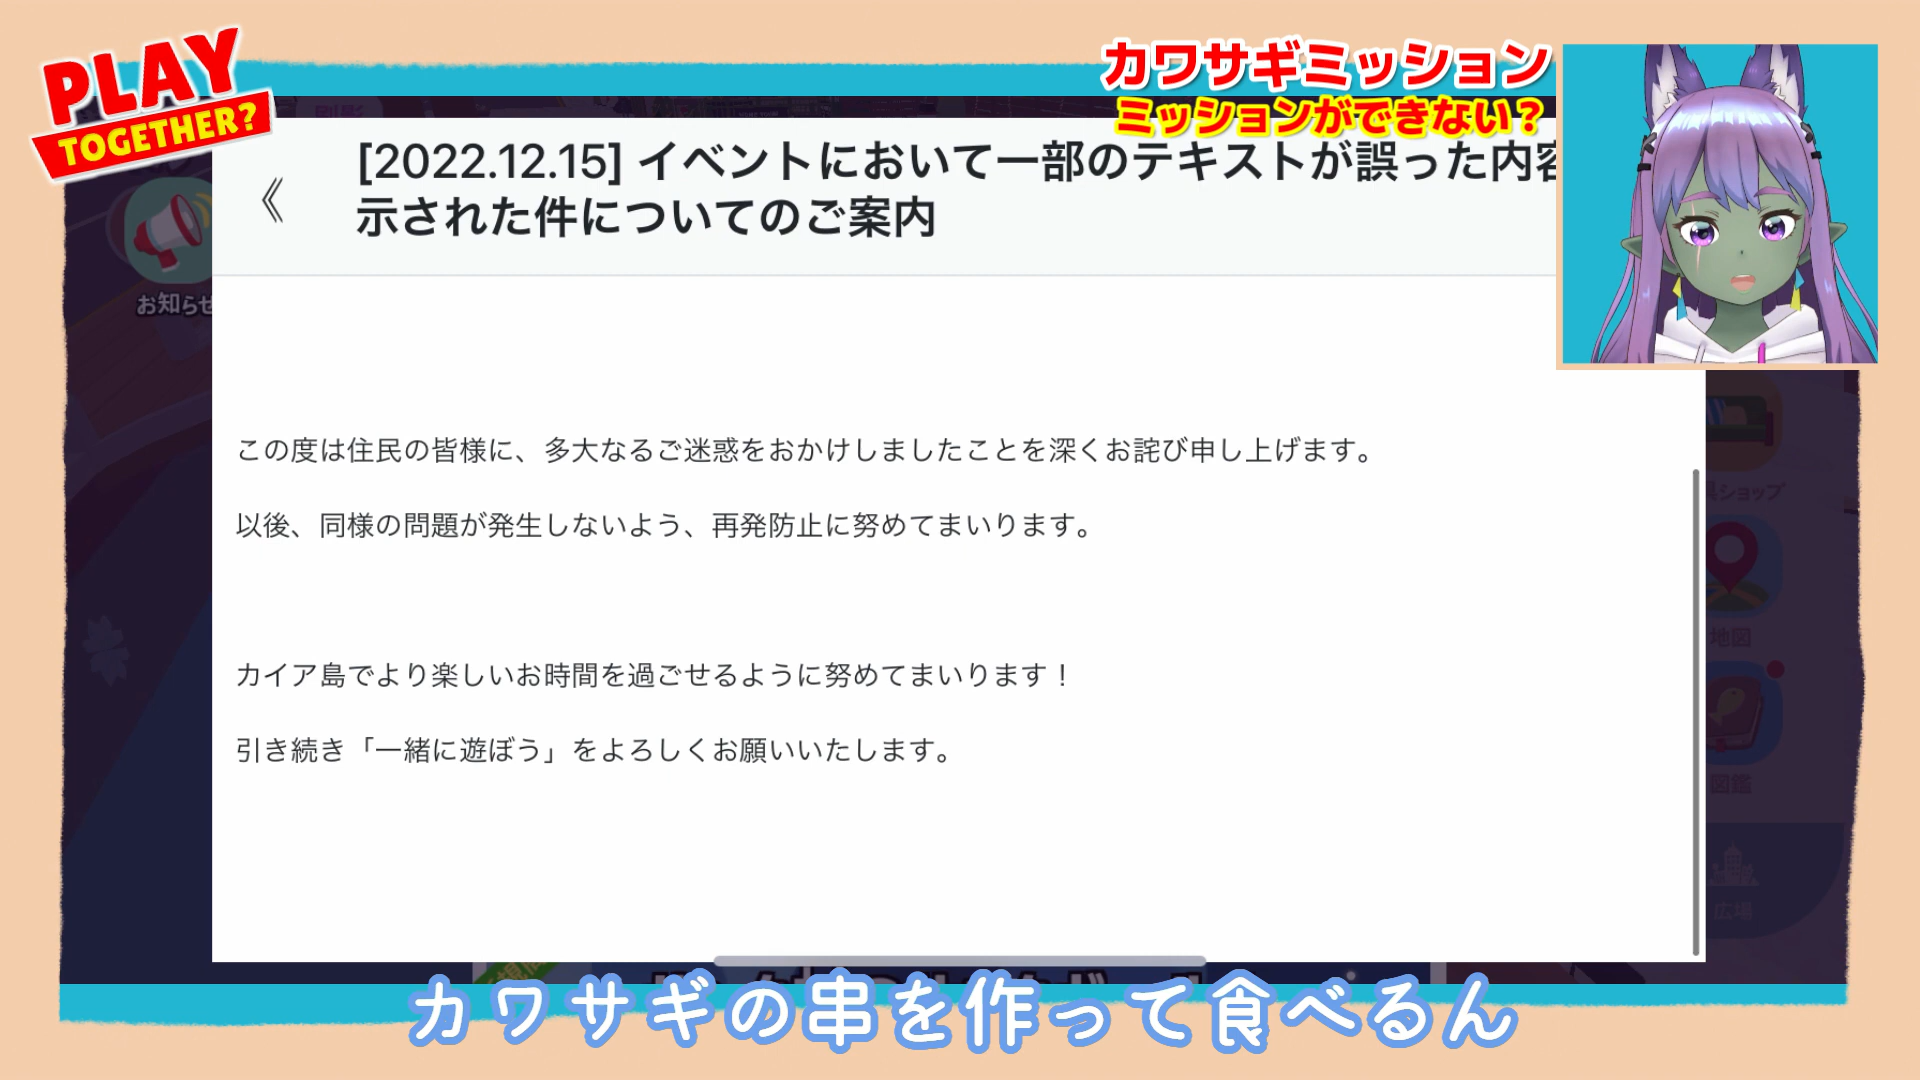 PLAY
TOGETHER?
カワサギミッション
ミッションができない?
[2022.12.15] イベントにおいて一部のテキストが誤った内容
示された件についてのご案内
《
お知らせ
この度は住民の皆様に、多大なるご迷惑をおかけしましたことを深くお詫び申し上げます。
以後、同様の問題が発生しないよう、再発防止に努めてまいります。
カイア島でより楽しいお時間を過ごせるように努めてまいります！
引き続き「一緒に遊ぼう」をよろしくお願いいたします。
ショップ
地図
図鑑
広場
カワサギの串を作って食べるん